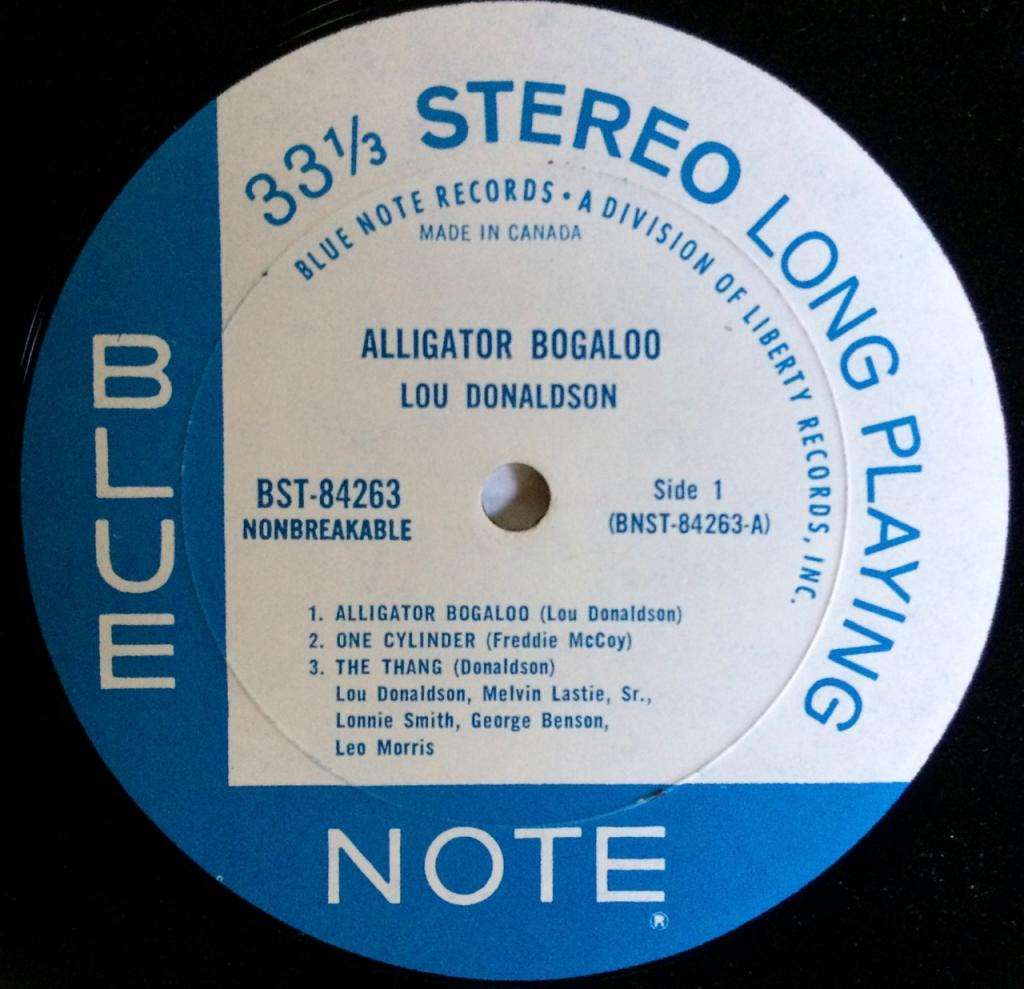 33⅓ STEREO LONG PLAYING
BLUE NOTE RECORDS • A DIVISION OF LIBERTY RECORDS, INC.
MADE IN CANADA
ALLIGATOR BOGALOO
LOU DONALDSON
BST-84263
NONBREAKABLE
Side 1
(BNST-84263-A)
1. ALLIGATOR BOGALOO (Lou Donaldson)
2. ONE CYLINDER (Freddie McCoy)
3. THE THANG (Donaldson)
Lou Donaldson, Melvin Lastie, Sr.,
Lonnie Smith, George Benson,
Leo Morris
BLUE
NOTE
®